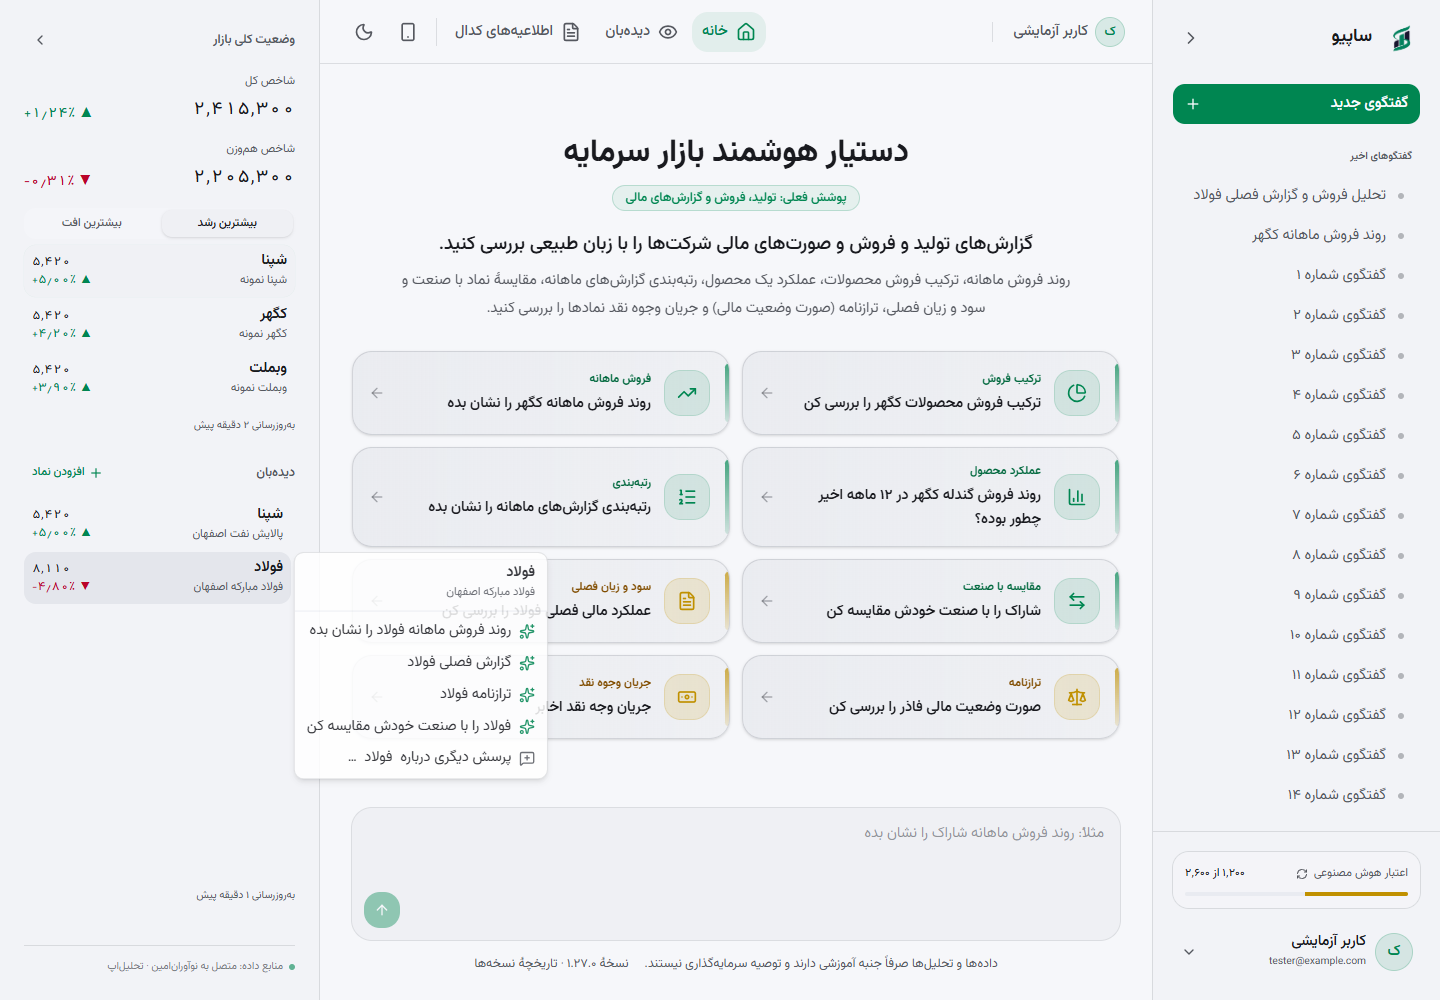 ساپیو
گفتگوی جدید
گفتگوهای اخیر
تحلیل فروش و گزارش فصلی فولاد
روند فروش ماهانه کگهر
گفتگوی شماره ۱
گفتگوی شماره ۲
گفتگوی شماره ۳
گفتگوی شماره ۴
گفتگوی شماره ۵
گفتگوی شماره ۶
گفتگوی شماره ۷
گفتگوی شماره ۸
گفتگوی شماره ۹
گفتگوی شماره ۱۰
گفتگوی شماره ۱۱
گفتگوی شماره ۱۲
گفتگوی شماره ۱۳
گفتگوی شماره ۱۴
اعتبار هوش مصنوعی
۱,۲۰۰ از ۲,۶۰۰
ک
کاربر آزمایشی
tester@example.com
ک
کاربر آزمایشی
خانه
دیده‌بان
اطلاعیه‌های کدال
دستیار هوشمند بازار سرمایه
پوشش فعلی: تولید، فروش و گزارش‌های مالی
گزارش‌های تولید و فروش و صورت‌های مالی شرکت‌ها را با زبان طبیعی بررسی کنید.
روند فروش ماهانه، ترکیب فروش محصولات، عملکرد یک محصول، رتبه‌بندی گزارش‌های ماهانه، مقایسهٔ نماد با صنعت و
سود و زیان فصلی، ترازنامه (صورت وضعیت مالی) و جریان وجوه نقد نمادها را بررسی کنید.
ترکیب فروش
ترکیب فروش محصولات کگهر را بررسی کن
فروش ماهانه
روند فروش ماهانه کگهر را نشان بده
عملکرد محصول
روند فروش گندله کگهر در ۱۲ ماهه اخیر
چطور بوده؟
رتبه‌بندی
رتبه‌بندی گزارش‌های ماهانه را نشان بده
مقایسه با صنعت
شاراک را با صنعت خودش مقایسه کن
سود و زیان فصلی
عملکرد مالی فصلی فولاد را بررسی کن
ترازنامه
صورت وضعیت مالی فاذر را بررسی کن
جریان وجوه نقد
جریان وجه نقد
مثلاً: روند فروش ماهانه شاراک را نشان بده
داده‌ها و تحلیل‌ها صرفاً جنبه آموزشی دارند و توصیه سرمایه‌گذاری نیستند.
نسخهٔ ۱.۲۷.۰ · تاریخچهٔ نسخه‌ها
فولاد
فولاد مبارکه اصفهان
روند فروش ماهانه فولاد را نشان بده
گزارش فصلی فولاد
ترازنامه فولاد
فولاد را با صنعت خودش مقایسه کن
پرسش دیگری درباره فولاد ...
وضعیت کلی بازار
شاخص کل
۲,۴۱۵,۳۰۰
▲ +۱٫۲۴٪
شاخص هم‌وزن
۲,۲۰۵,۳۰۰
▼ -۰٫۳۱٪
بیشترین رشد
بیشترین افت
شپنا
۵,۴۲۰
شپنا نمونه
▲ +۵٫۰۰٪
کگهر
۵,۴۲۰
کگهر نمونه
▲ +۴٫۲۰٪
وبملت
۵,۴۲۰
وبملت نمونه
▲ +۳٫۹۰٪
به‌روزرسانی ۲ دقیقه پیش
دیده‌بان
افزودن نماد
شپنا
۵,۴۲۰
پالایش نفت اصفهان
▲ +۵٫۰۰٪
فولاد
۸,۱۱۰
فولاد مبارکه اصفهان
▼ -۴٫۸۰٪
به‌روزرسانی ۱ دقیقه پیش
منابع داده: متصل به نوآوران‌امین · تحلیل‌اپ